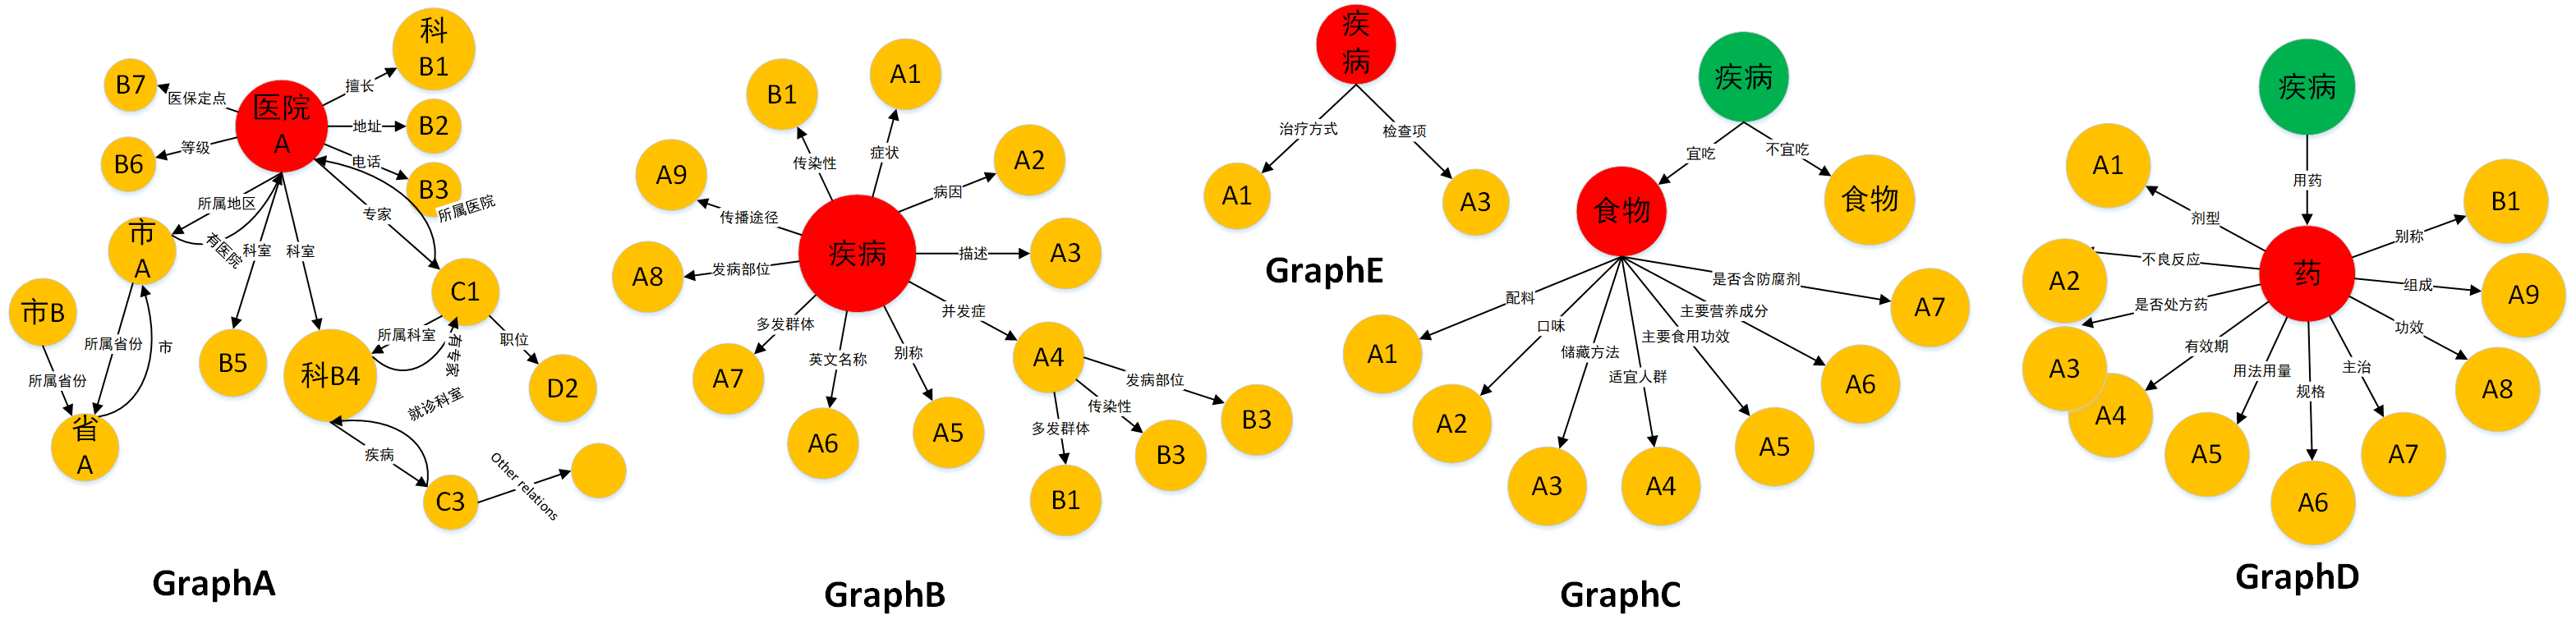 科
B1
B7
医保定点
擅长
医院
A
地址
B2
B6
等级
电话
B3
所属医院
所属地区
专家
市
A
有医院
科室
科室
市B
C1
所属省份
市
所属科室
有专家
职位
B5
科B4
D2
所属省份
就诊科室
省
A
疾病
C3
Other relations
GraphA
A1
B1
A2
A9
传染性
症状
病因
传播途径
疾病
描述
A3
A8
发病部位
多发群体
并发症
英文名称
别称
A4
A7
发病部位
传染性
多发群体
B3
A6
A5
B3
B1
GraphB
疾
病
治疗方式
检查项
A1
A3
GraphE
疾病
宜吃
不宜吃
食物
食物
配料
口味
储藏方法
适宜人群
主要食用功效
主要营养成分
是否含防腐剂
A7
A1
A6
A2
A5
A3
A4
GraphC
疾病
用药
A1
B1
剂型
别称
A2
不良反应
药
组成
A9
是否处方药
有效期
用法用量
规格
主治
功效
A3
A4
A8
A5
A7
A6
GraphD